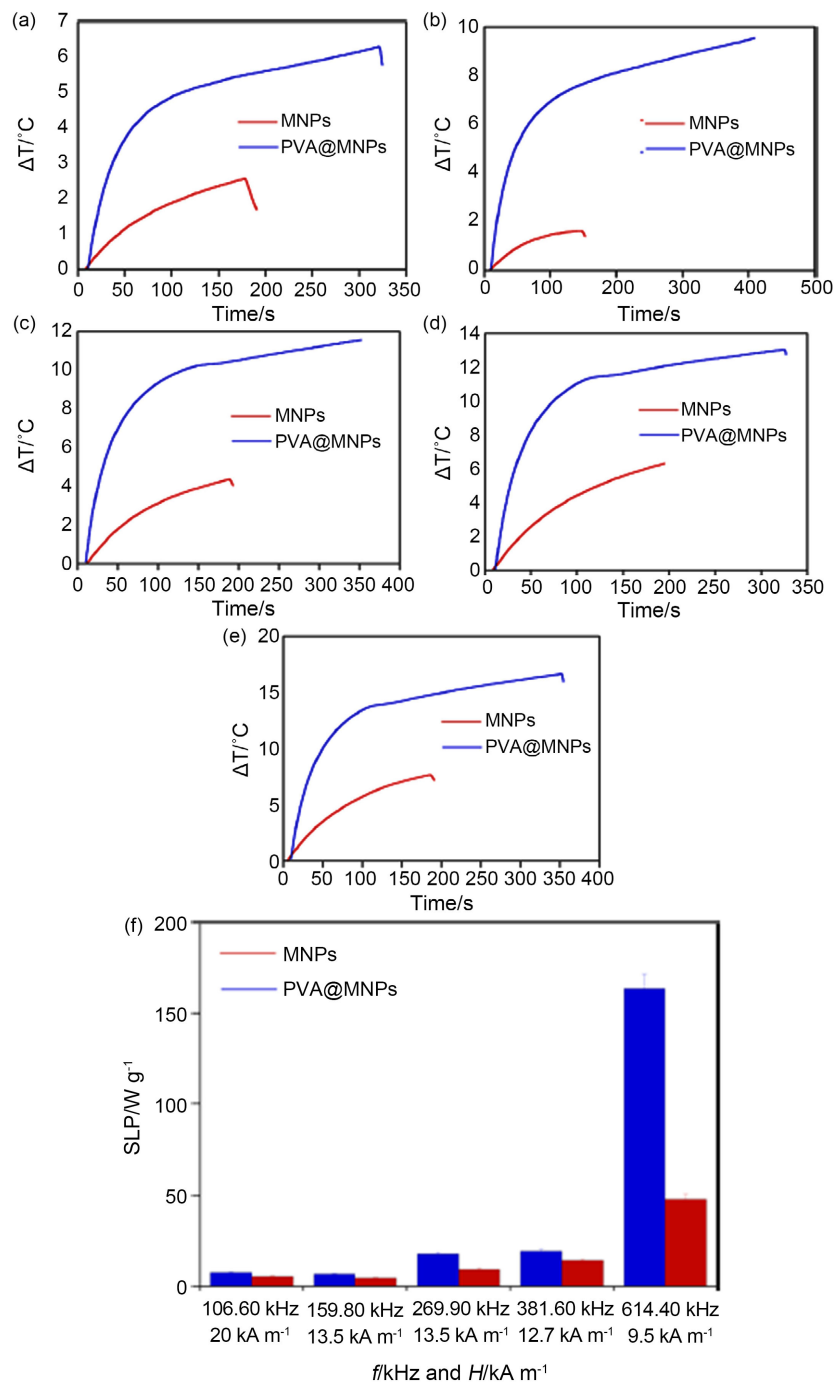 (a)
7
6
5
4
3
2
1
0
ΔT/°C
MNPs
PVA@MNPs
0 50 100 150 200 250 300 350
Time/s
(b)
10
8
6
4
2
0
ΔT/°C
MNPs
PVA@MNPs
0 100 200 300 400 500
Time/s
(c)
12
10
8
6
4
2
0
ΔT/°C
MNPs
PVA@MNPs
0 50 100 150 200 250 300 350 400
Time/s
(d)
14
12
10
8
6
4
2
0
ΔT/°C
MNPs
PVA@MNPs
0 50 100 150 200 250 300 350
Time/s
(e)
20
15
10
5
0
ΔT/°C
MNPs
PVA@MNPs
0 50 100 150 200 250 300 350 400
Time/s
(f)
200
150
100
50
0
SLP/W g⁻¹
MNPs
PVA@MNPs
106.60 kHz 159.80 kHz 269.90 kHz 381.60 kHz 614.40 kHz
20 kA m⁻¹ 13.5 kA m⁻¹ 13.5 kA m⁻¹ 12.7 kA m⁻¹ 9.5 kA m⁻¹
f/kHz and H/kA m⁻¹